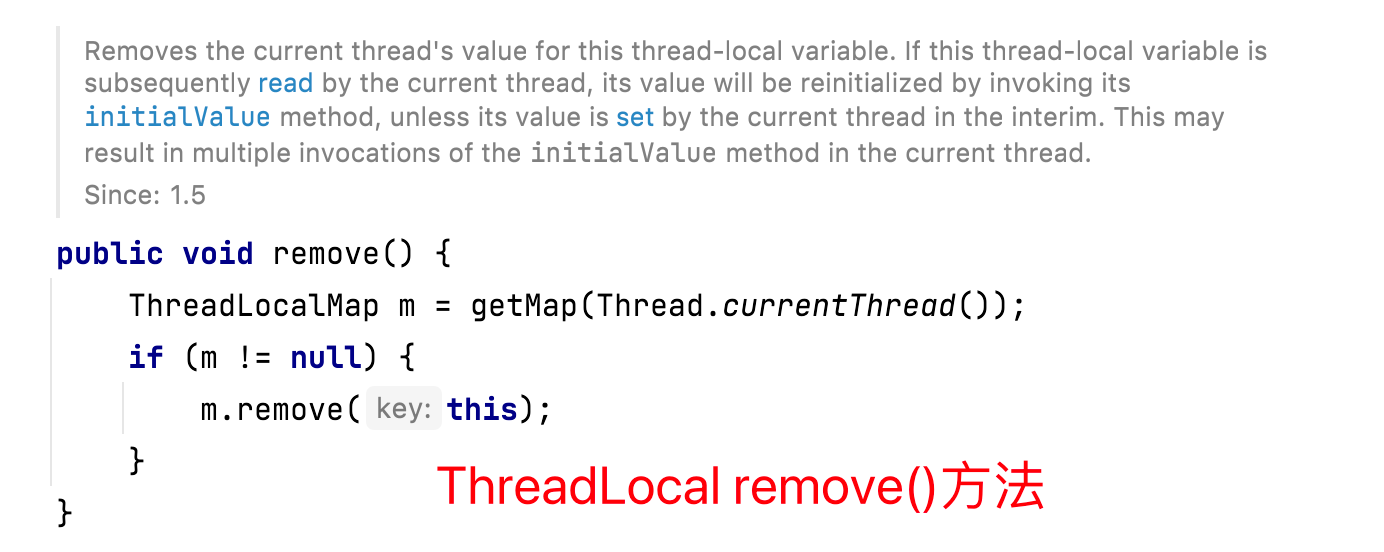 Removes the current thread's value for this thread-local variable. If this thread-local variable is
subsequently read by the current thread, its value will be reinitialized by invoking its
initialValue method, unless its value is set by the current thread in the interim. This may
result in multiple invocations of the initialValue method in the current thread.
Since: 1.5
public void remove() {
    ThreadLocalMap m = getMap(Thread.currentThread());
    if (m != null) {
        m.remove( key: this);
    }
}
ThreadLocal remove()方法